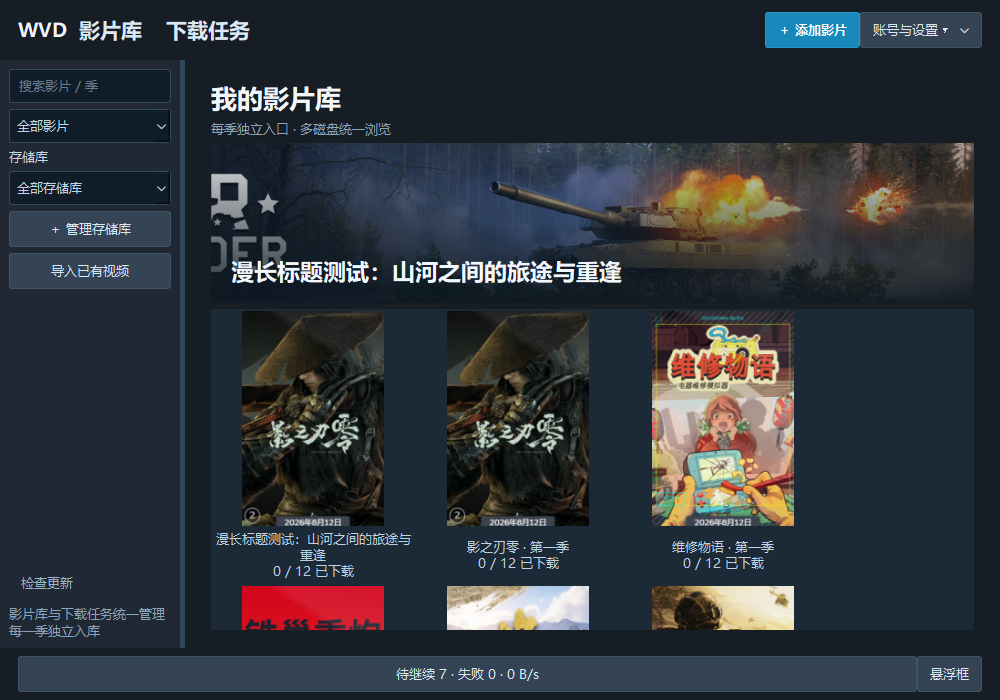 WVD 影片库 下载任务
+ 添加影片
账号与设置
搜索影片 / 季
全部影片
存储库
全部存储库
+ 管理存储库
导入已有视频
检查更新
影片库与下载任务统一管理
每一季独立入库
我的影片库
每季独立入口 · 多磁盘统一浏览
漫长标题测试：山河之间的旅途与重逢
影之刃零
2
2026年8月12日
漫长标题测试：山河之间的旅途与
重逢
0 / 12 已下载
影之刃零
2
2026年8月12日
影之刃零 · 第一季
0 / 12 已下载
维修物语
电器维修模拟器
2026年8月12日
维修物语 · 第一季
0 / 12 已下载
待继续 7 · 失败 0 · 0 B/s
悬浮框